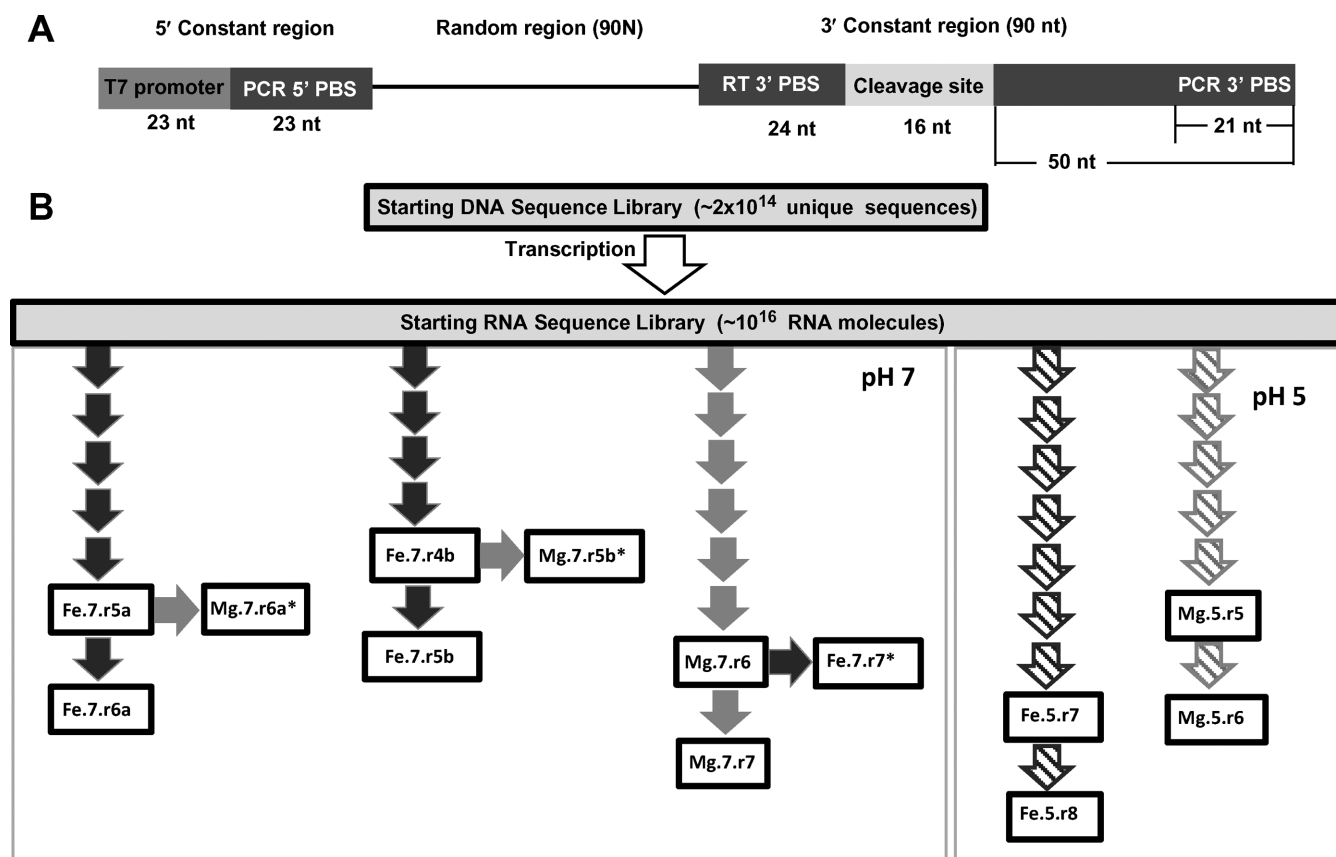 A
5′ Constant region
Random region (90N)
3′ Constant region (90 nt)
T7 promoter
PCR 5’ PBS
RT 3’ PBS
Cleavage site
PCR 3’ PBS
23 nt
23 nt
24 nt
16 nt
21 nt
50 nt
B
Starting DNA Sequence Library (~2x10¹⁴ unique sequences)
Transcription
Starting RNA Sequence Library (~10¹⁶ RNA molecules)
pH 7
pH 5
Fe.7.r4b
Mg.7.r5b*
Fe.7.r5a
Mg.7.r6a*
Mg.5.r5
Fe.7.r5b
Mg.7.r6
Fe.7.r7*
Fe.7.r6a
Fe.5.r7
Mg.5.r6
Mg.7.r7
Fe.5.r8